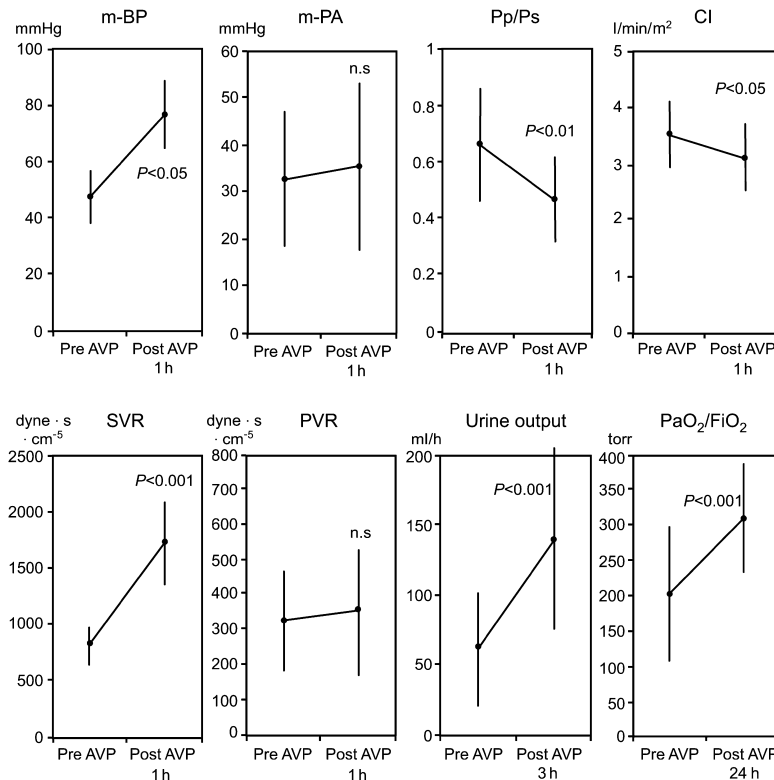 m-BP
mmHg
100
80
60
40
20
0
P<0.05
Pre AVP
Post AVP
1 h
m-PA
mmHg
60
50
40
30
20
10
0
n.s
Pre AVP
Post AVP
1 h
Pp/Ps
1
0.8
0.6
0.4
0.2
0
P<0.01
Pre AVP
Post AVP
1 h
CI
l/min/m²
5
4
3
2
1
0
P<0.05
Pre AVP
Post AVP
1 h
SVR
dyne · s
· cm⁻⁵
2500
2000
1500
1000
500
0
P<0.001
Pre AVP
Post AVP
1 h
PVR
dyne · s
· cm⁻⁵
800
700
600
500
400
300
200
100
0
n.s
Pre AVP
Post AVP
1 h
Urine output
ml/h
200
150
100
50
0
P<0.001
Pre AVP
Post AVP
3 h
PaO₂/FiO₂
torr
400
350
300
250
200
150
100
50
0
P<0.001
Pre AVP
Post AVP
24 h